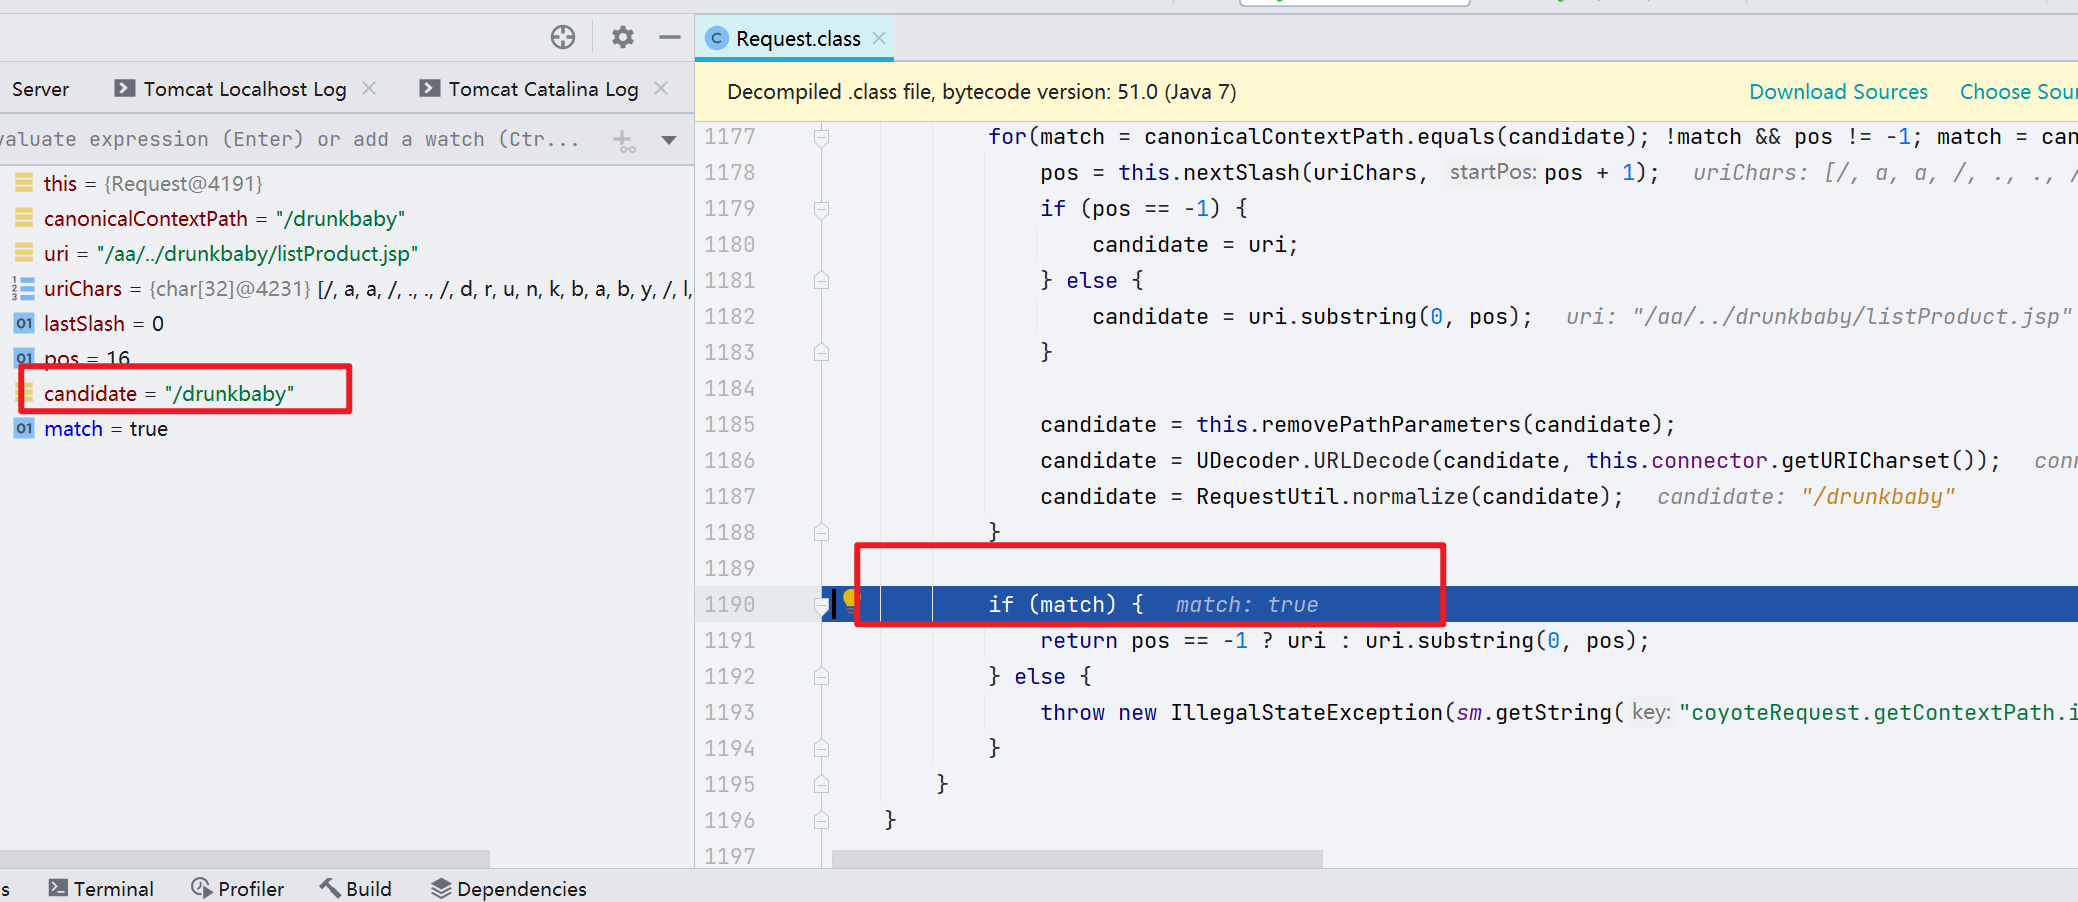 Request.class
Server
Tomcat Localhost Log
Tomcat Catalina Log
valuate expression (Enter) or add a watch (Ctr...
this = {Request@4191}
canonicalContextPath = "/drunkbaby"
uri = "/aa/../drunkbaby/listProduct.jsp"
uriChars = {char[32]@4231} [/, a, a, /, ., ., /, d, r, u, n, k, b, a, b, y, /, l,
lastSlash = 0
pos = 16
candidate = "/drunkbaby"
match = true
Decompiled .class file, bytecode version: 51.0 (Java 7)
Download Sources
Choose Sour
1177 for(match = canonicalContextPath.equals(candidate); !match && pos != -1; match = can
1178 pos = this.nextSlash(uriChars, startPos: pos + 1); uriChars: [/, a, a, /, ., ., /
1179 if (pos == -1) {
1180 candidate = uri;
1181 } else {
1182 candidate = uri.substring(0, pos); uri: "/aa/../drunkbaby/listProduct.jsp"
1183 }
1184
1185 candidate = this.removePathParameters(candidate);
1186 candidate = UDecoder.URLDecode(candidate, this.connector.getURICharset()); conn
1187 candidate = RequestUtil.normalize(candidate); candidate: "/drunkbaby"
1188 }
1189
1190 if (match) { match: true
1191 return pos == -1 ? uri : uri.substring(0, pos);
1192 } else {
1193 throw new IllegalStateException(sm.getString( key: "coyoteRequest.getContextPath.i
1194 }
1195 }
1196 }
1197
s
Terminal
Profiler
Build
Dependencies